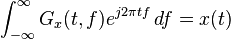 ∫_{-∞}^{∞} G_x(t, f) e^{j2πtf} df = x(t)